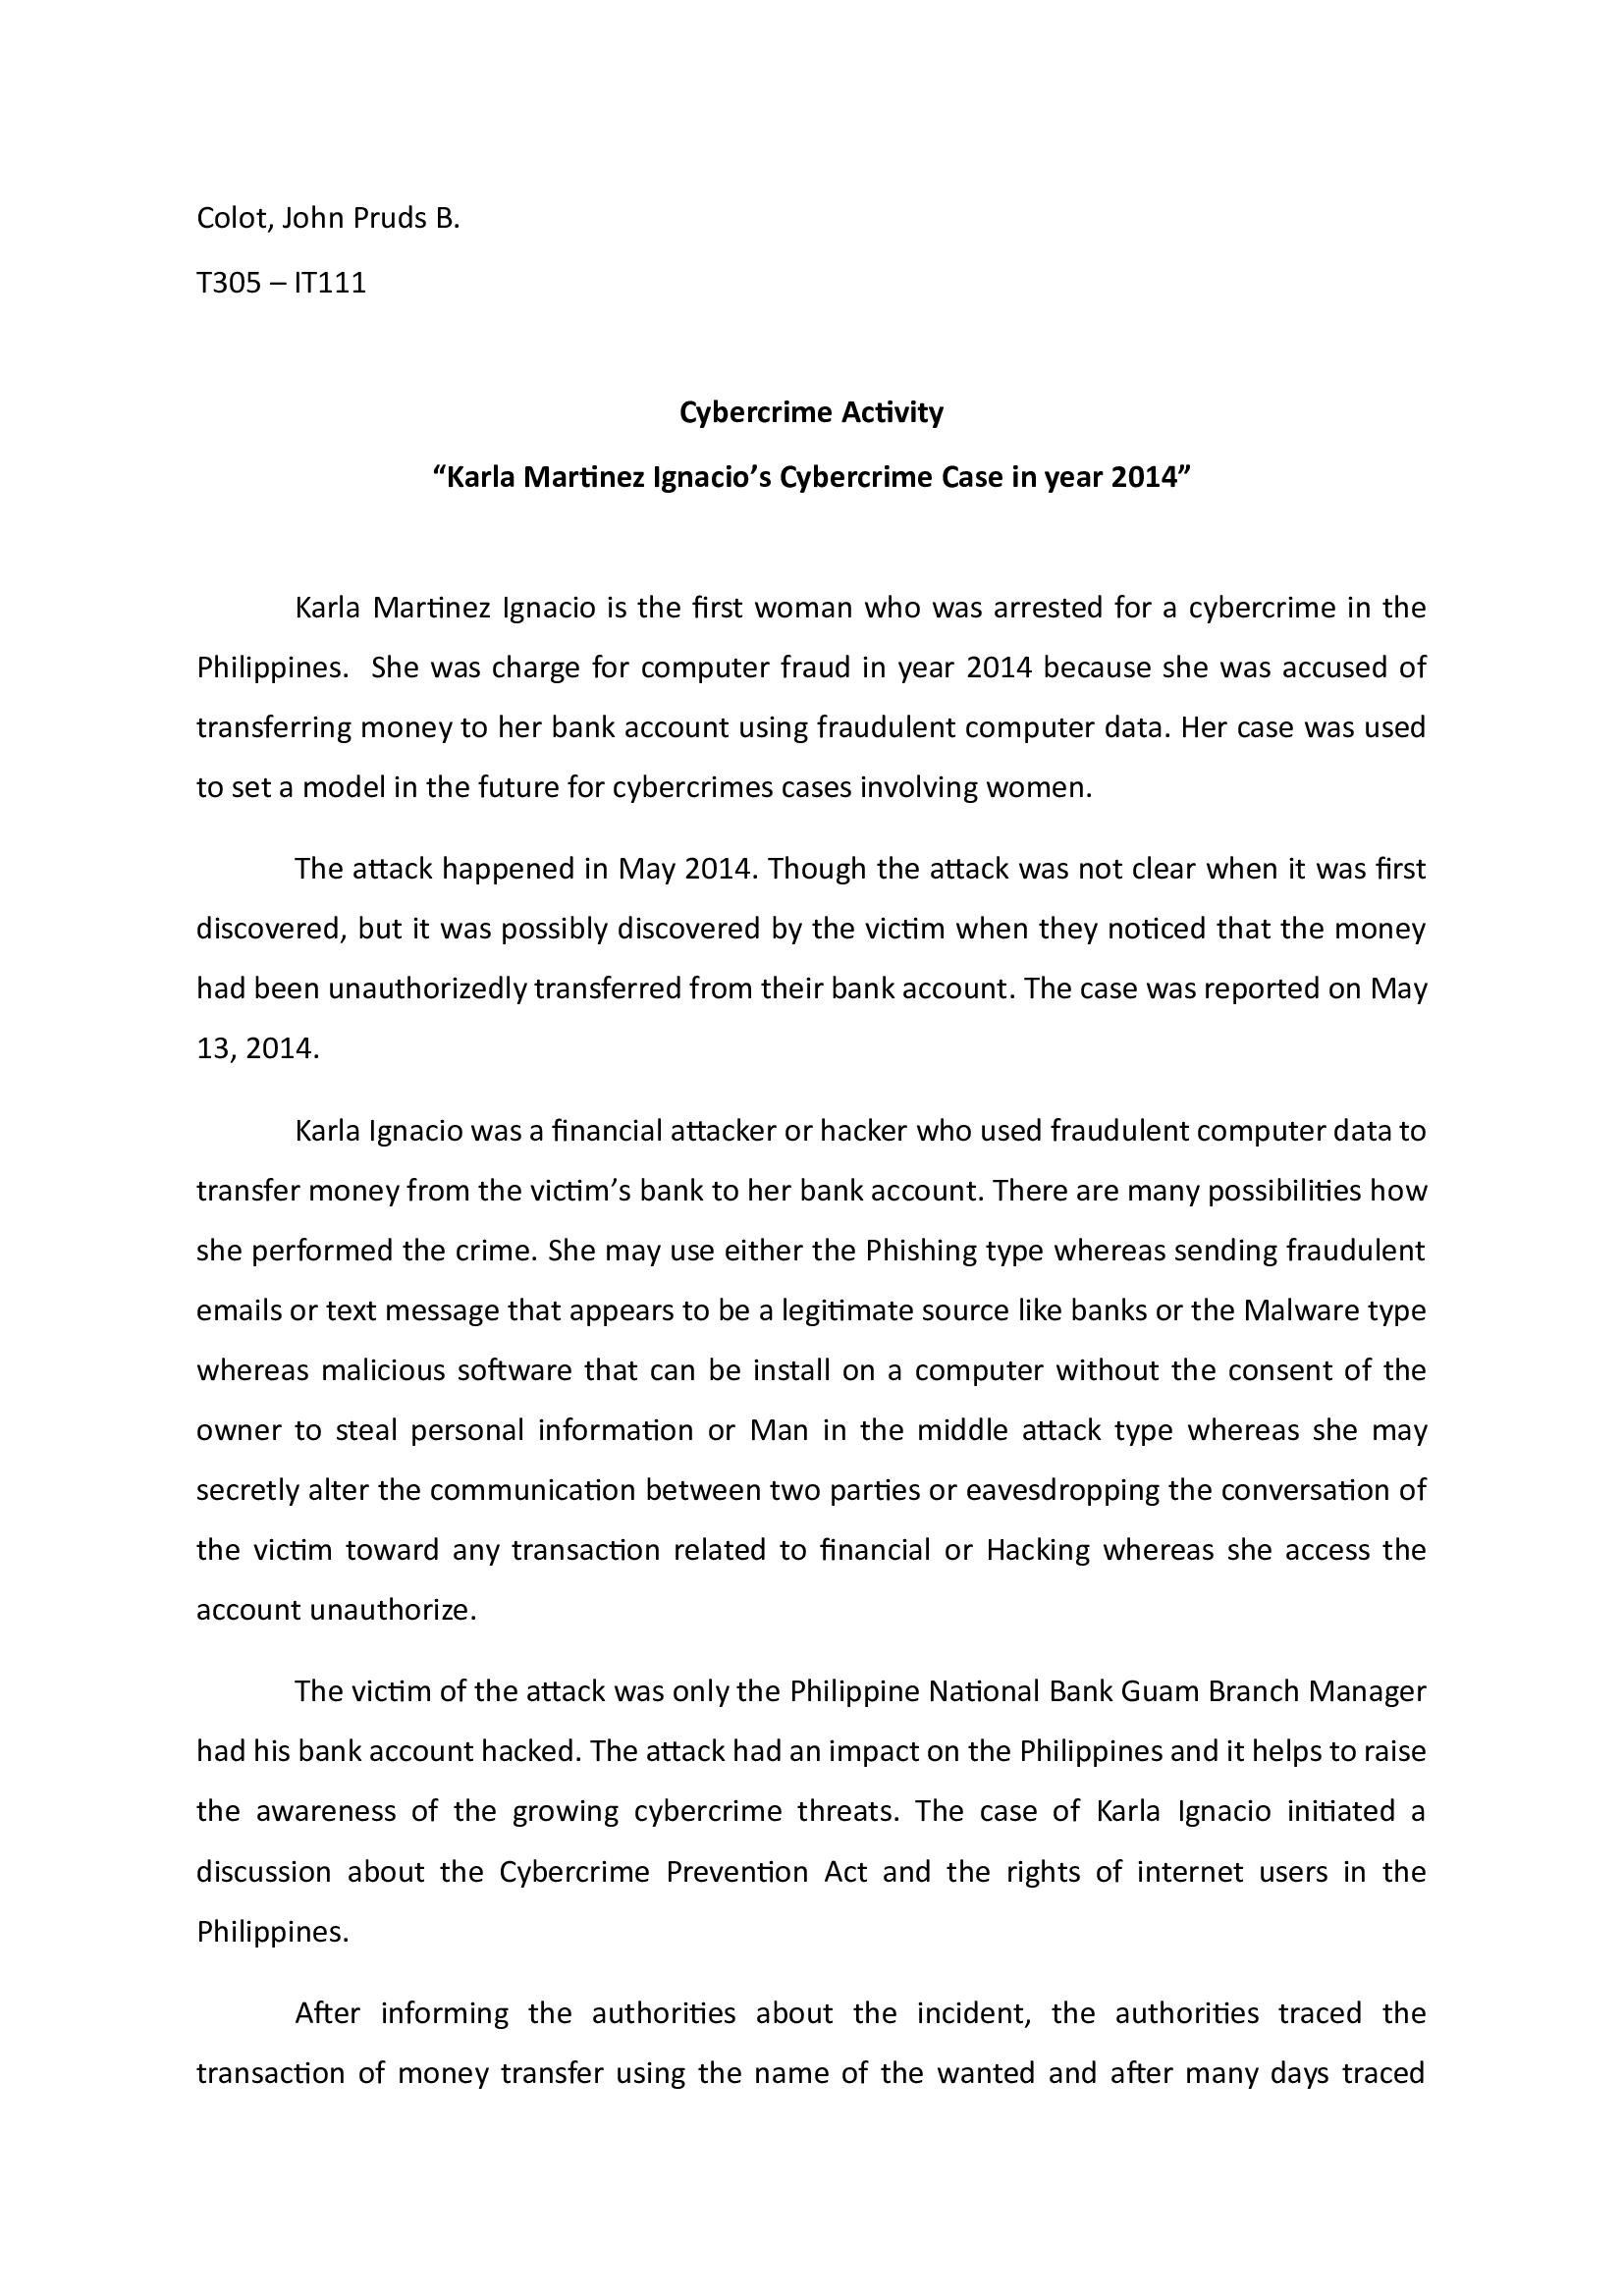 Colot, John Pruds B.
T305 – IT111
Cybercrime Activity
“Karla Martinez Ignacio’s Cybercrime Case in year 2014”
Karla Martinez Ignacio is the first woman who was arrested for a cybercrime in the
Philippines.  She was charge for computer fraud in year 2014 because she was accused of
transferring money to her bank account using fraudulent computer data. Her case was used
to set a model in the future for cybercrimes cases involving women.
The attack happened in May 2014. Though the attack was not clear when it was first
discovered, but it was possibly discovered by the victim when they noticed that the money
had been unauthorizedly transferred from their bank account. The case was reported on May
13, 2014.
Karla Ignacio was a financial attacker or hacker who used fraudulent computer data to
transfer money from the victim’s bank to her bank account. There are many possibilities how
she performed the crime. She may use either the Phishing type whereas sending fraudulent
emails or text message that appears to be a legitimate source like banks or the Malware type
whereas malicious software that can be install on a computer without the consent of the
owner to steal personal information or Man in the middle attack type whereas she may
secretly alter the communication between two parties or eavesdropping the conversation of
the victim toward any transaction related to financial or Hacking whereas she access the
account unauthorize.
The victim of the attack was only the Philippine National Bank Guam Branch Manager
had his bank account hacked. The attack had an impact on the Philippines and it helps to raise
the awareness of the growing cybercrime threats. The case of Karla Ignacio initiated a
discussion about the Cybercrime Prevention Act and the rights of internet users in the
Philippines.
After informing the authorities about the incident, the authorities traced the
transaction of money transfer using the name of the wanted and after many days traced